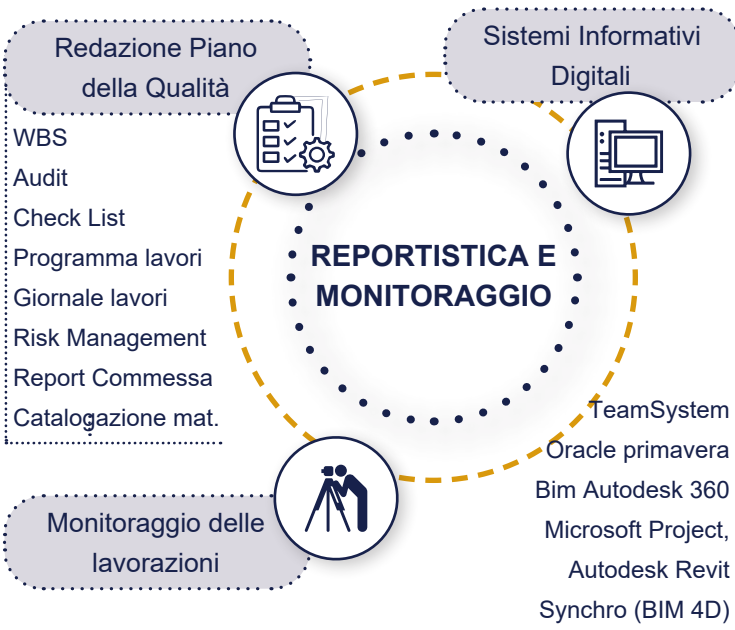 Redazione Piano
della Qualità
WBS
Audit
Check List
Programma lavori
Giornale lavori
Risk Management
Report Commessa
Catalogazione mat.
Sistemi Informativi
Digitali
REPORTISTICA E
MONITORAGGIO
TeamSystem
Oracle primavera
Bim Autodesk 360
Microsoft Project,
Autodesk Revit
Synchro (BIM 4D)
Monitoraggio delle
lavorazioni